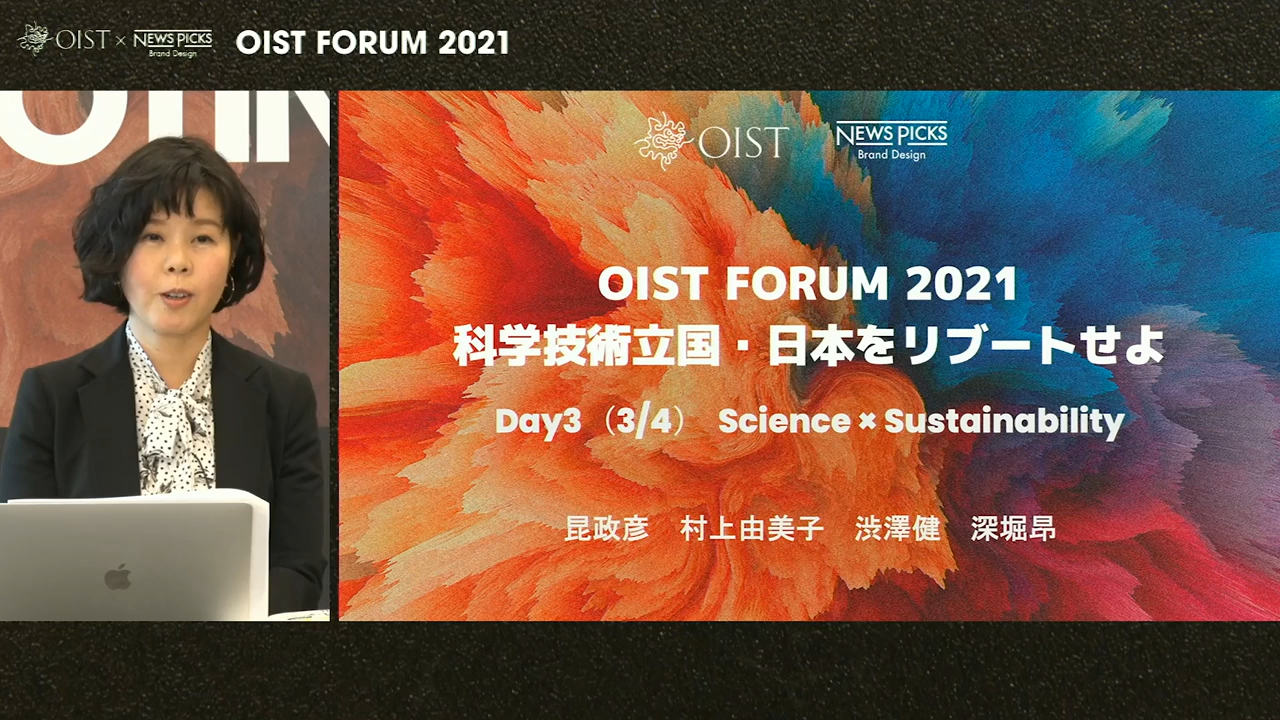 OIST × NEWS PICKS
Brand Design
OIST FORUM 2021
OIST
NEWS PICKS
Brand Design
OIST FORUM 2021
科学技術立国・日本をリブートせよ
Day3（3/4） Science × Sustainability
昆政彦 村上由美子 渋澤健 深堀昂